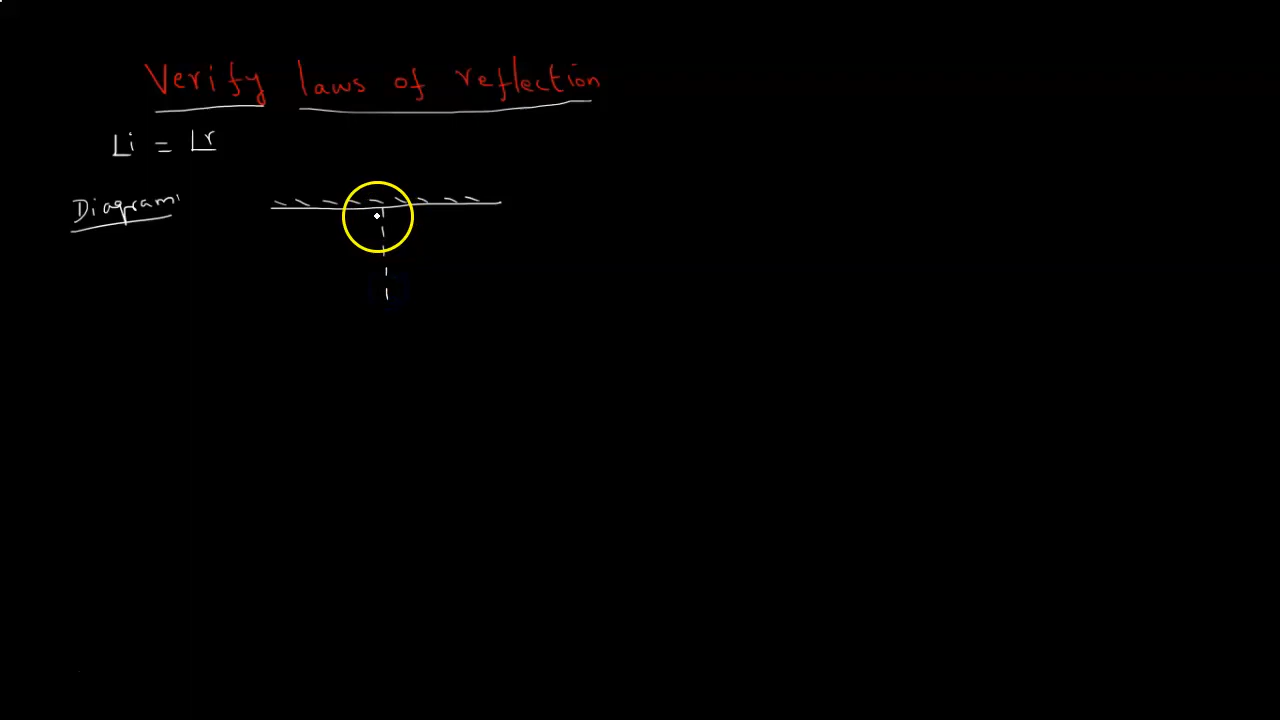 Verify laws of reflection
∠i = ∠r
Diagram: